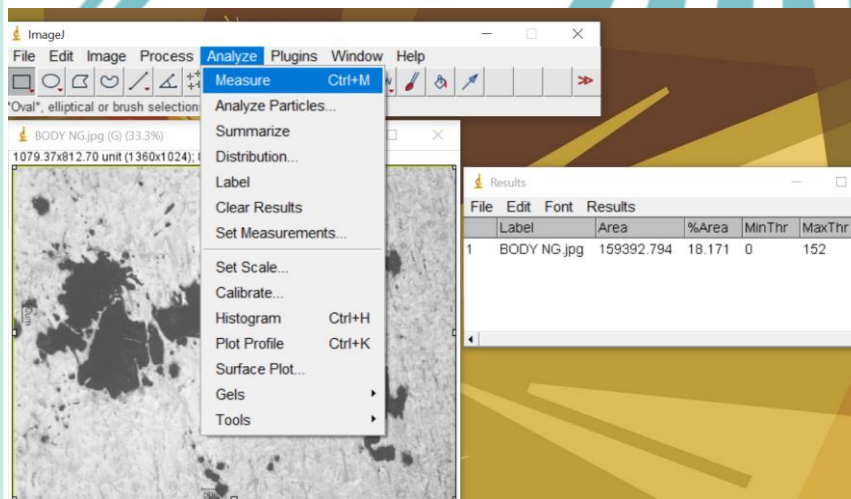 ImageJ
File Edit Image Process Analyze Plugins Window Help
"Oval", elliptical or brush selection
Measure Ctrl+M
Analyze Particles...
Summarize
Distribution...
Label
Clear Results
Set Measurements...
Set Scale...
Calibrate...
Histogram Ctrl+H
Plot Profile Ctrl+K
Surface Plot...
Gels
Tools
BODY NG.jpg (G) (33.3%)
1079.37x812.70 unit (1360x1024);
Results
File Edit Font Results
Label Area %Area MinThr MaxThr
1 BODY NG.jpg 159392.794 18.171 0 152